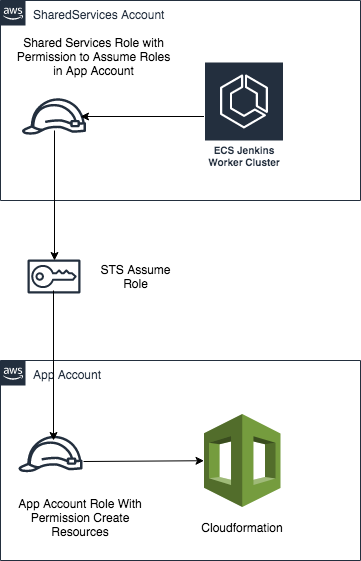 aws
SharedServices Account
Shared Services Role with
Permission to Assume Roles
in App Account
ECS Jenkins
Worker Cluster
STS Assume
Role
aws
App Account
App Account Role With
Permission Create
Resources
Cloudformation